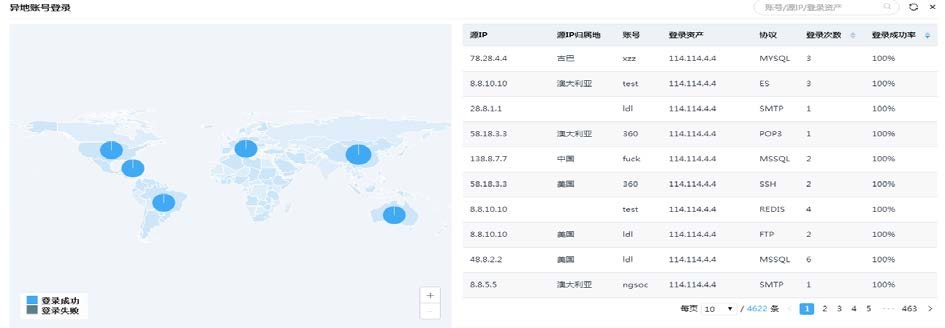 异地账号登录
账号/源IP/登录资产
源IP 源IP归属地 账号 登录资产 协议 登录次数 登录成功率
78.28.4.4 古巴 xzz 114.114.4.4 MYSQL 3 100%
8.8.10.10 澳大利亚 test 114.114.4.4 ES 3 100%
28.8.1.1 ldl 114.114.4.4 SMTP 1 100%
58.18.3.3 澳大利亚 360 114.114.4.4 POP3 1 100%
138.8.7.7 中国 fuck 114.114.4.4 MSSQL 2 100%
58.18.3.3 美国 360 114.114.4.4 SSH 2 100%
8.8.10.10 test 114.114.4.4 REDIS 4 100%
8.8.10.10 美国 ldl 114.114.4.4 FTP 2 100%
48.8.2.2 美国 ldl 114.114.4.4 MSSQL 6 100%
8.8.5.5 澳大利亚 ngsoc 114.114.4.4 SMTP 1 100%
登录成功
登录失败
每页 10 / 4622 条 1 2 3 4 5 ··· 463